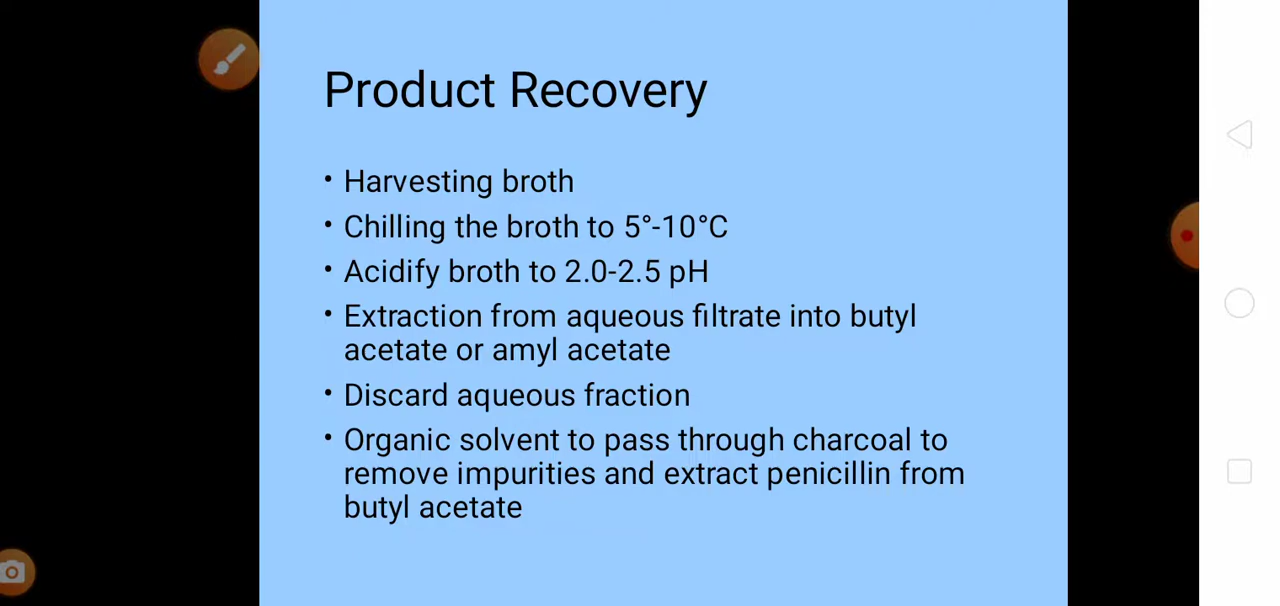 Product Recovery
• Harvesting broth
• Chilling the broth to 5°-10°C
• Acidify broth to 2.0-2.5 pH
• Extraction from aqueous filtrate into butyl
acetate or amyl acetate
• Discard aqueous fraction
• Organic solvent to pass through charcoal to
remove impurities and extract penicillin from
butyl acetate